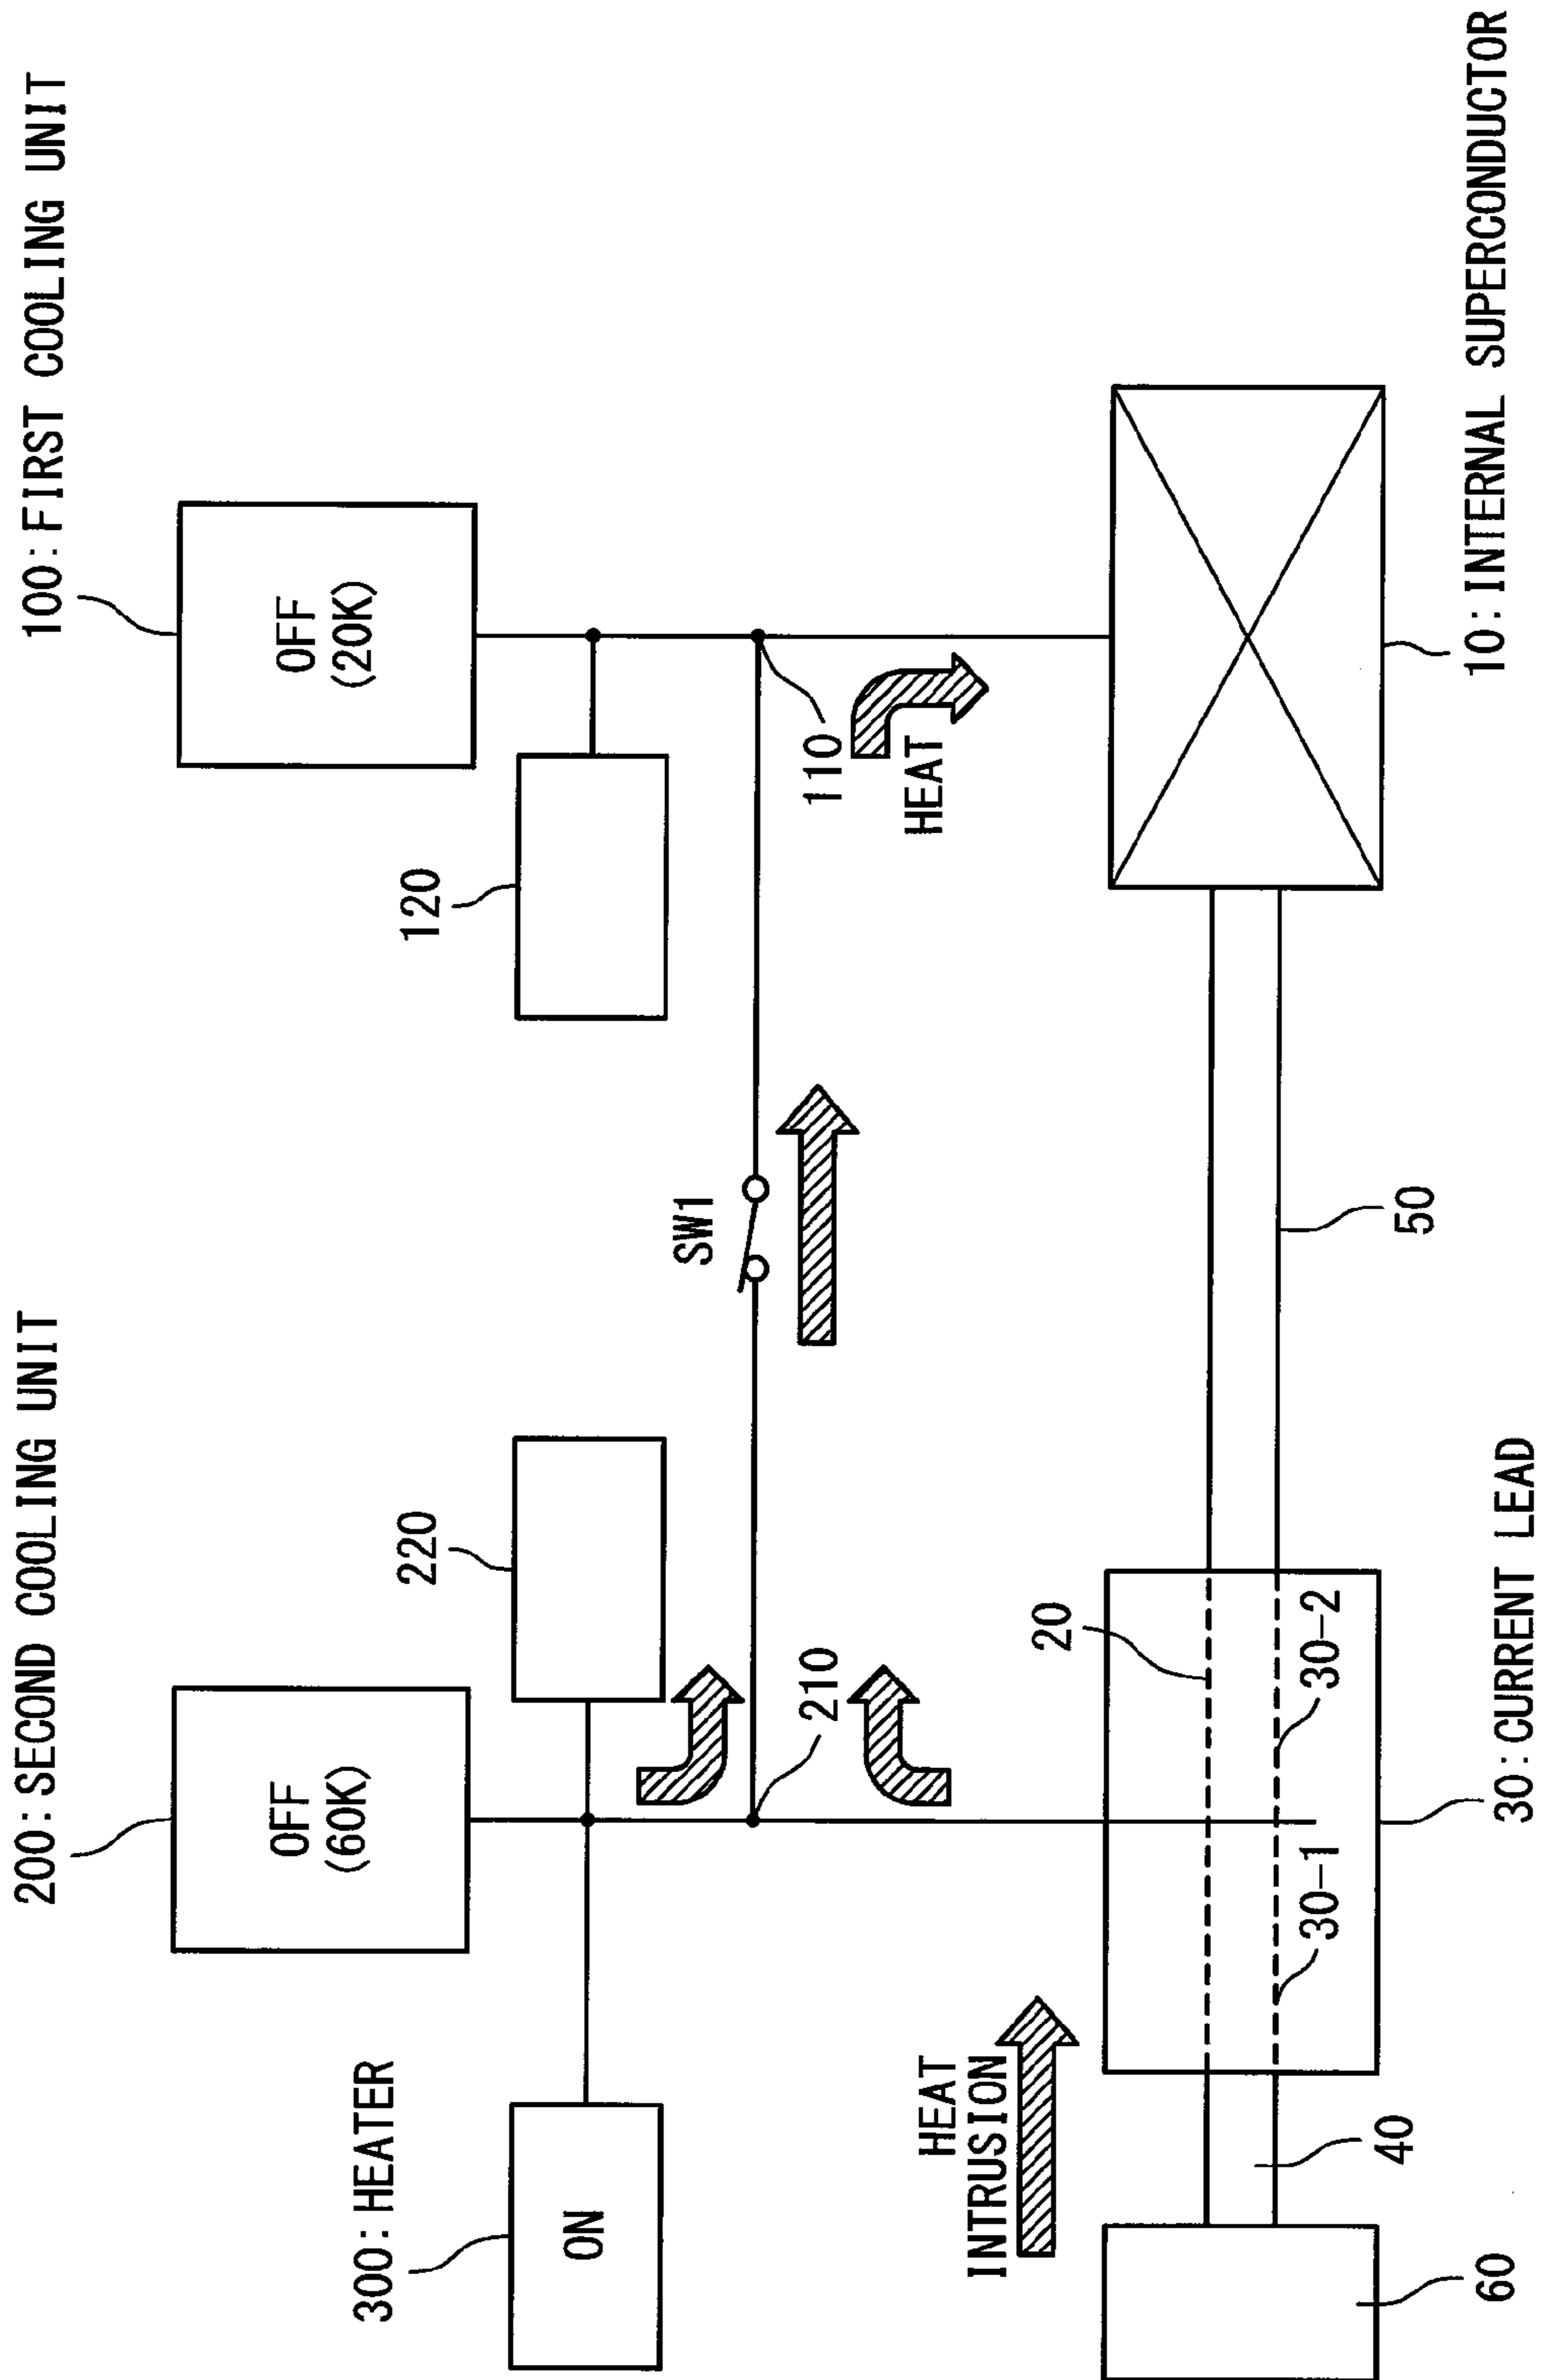 200:SECOND COOLING UNIT
100:FIRST COOLING UNIT
OFF
(60K)
OFF
(20K)
300:HEATER
220
120
ON
SW1
210
110
HEAT
HEAT
INTRUSION
20
30-1
30-2
40
50
60
30:CURRENT LEAD
10:INTERNAL SUPERCONDUCTOR